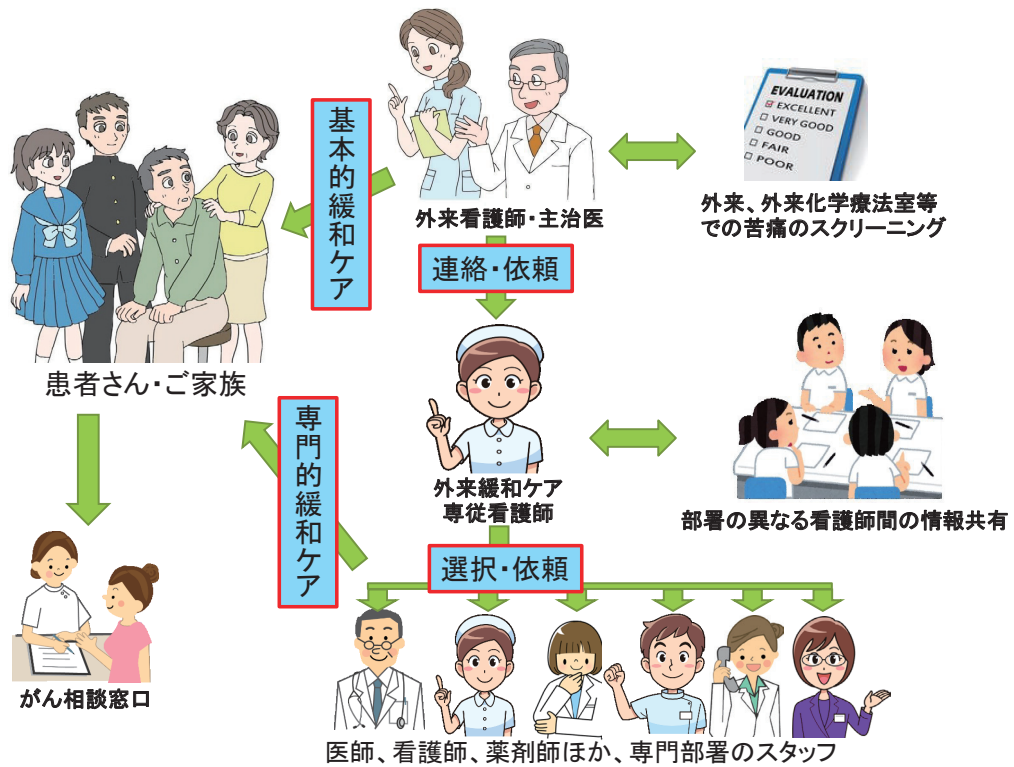 基本的緩和ケア
EVALUATION
EXCELLENT
VERY GOOD
GOOD
FAIR
POOR
外来看護師・主治医
外来、外来化学療法室等
での苦痛のスクリーニング
連絡・依頼
患者さん・ご家族
専門的緩和ケア
外来緩和ケア
専従看護師
部署の異なる看護師間の情報共有
選択・依頼
がん相談窓口
医師、看護師、薬剤師ほか、専門部署のスタッフ